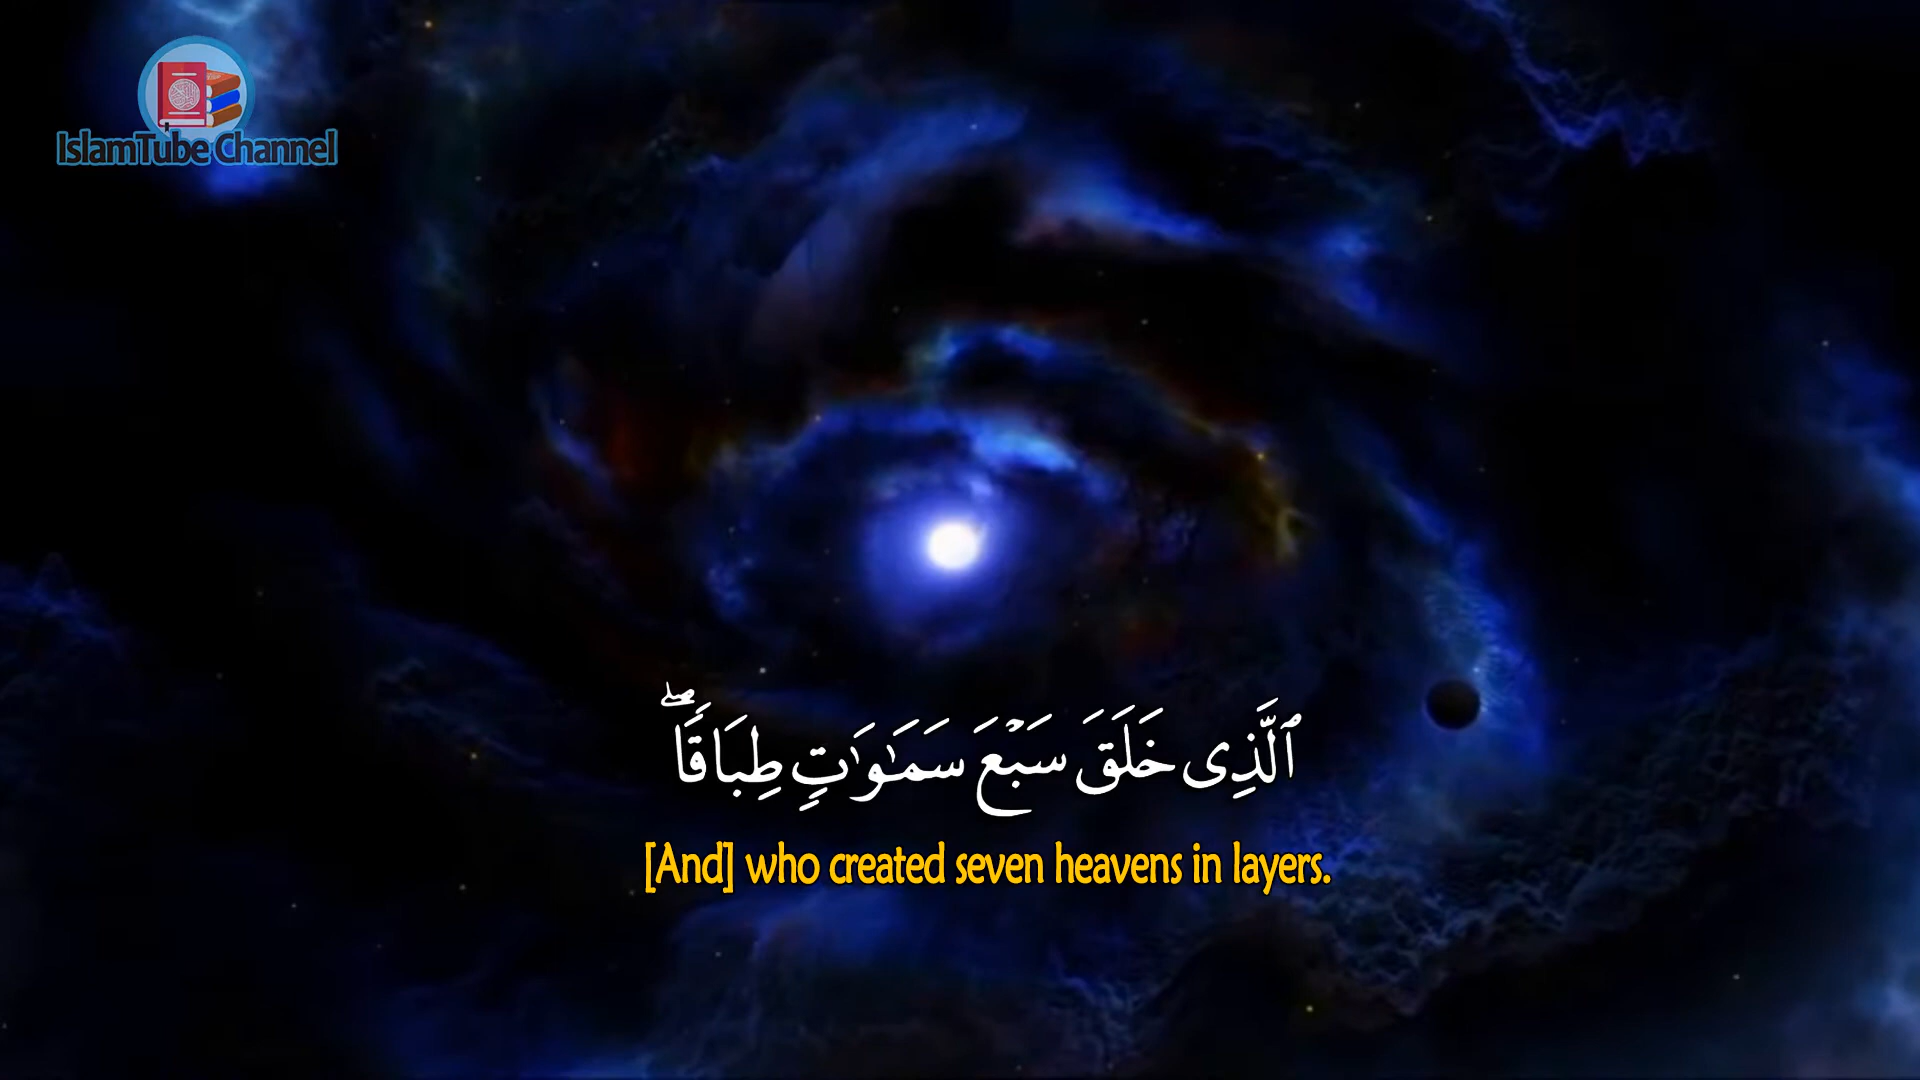 IslamTube Channel
ٱلَّذِى خَلَقَ سَبْعَ سَمَـٰوَٰتٍ طِبَاقًا ۖ
[And] who created seven heavens in layers.